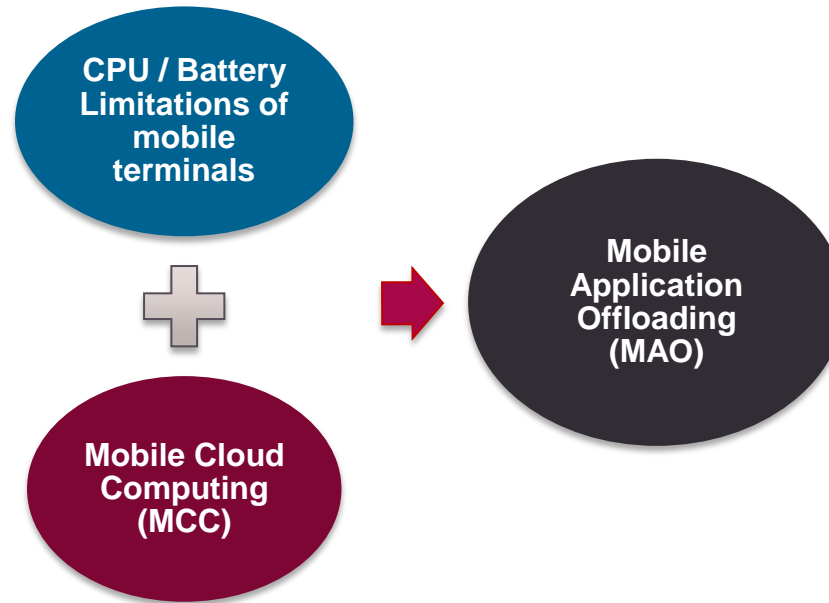 CPU / Battery
Limitations of
mobile
terminals
Mobile Cloud
Computing
(MCC)
Mobile
Application
Offloading
(MAO)